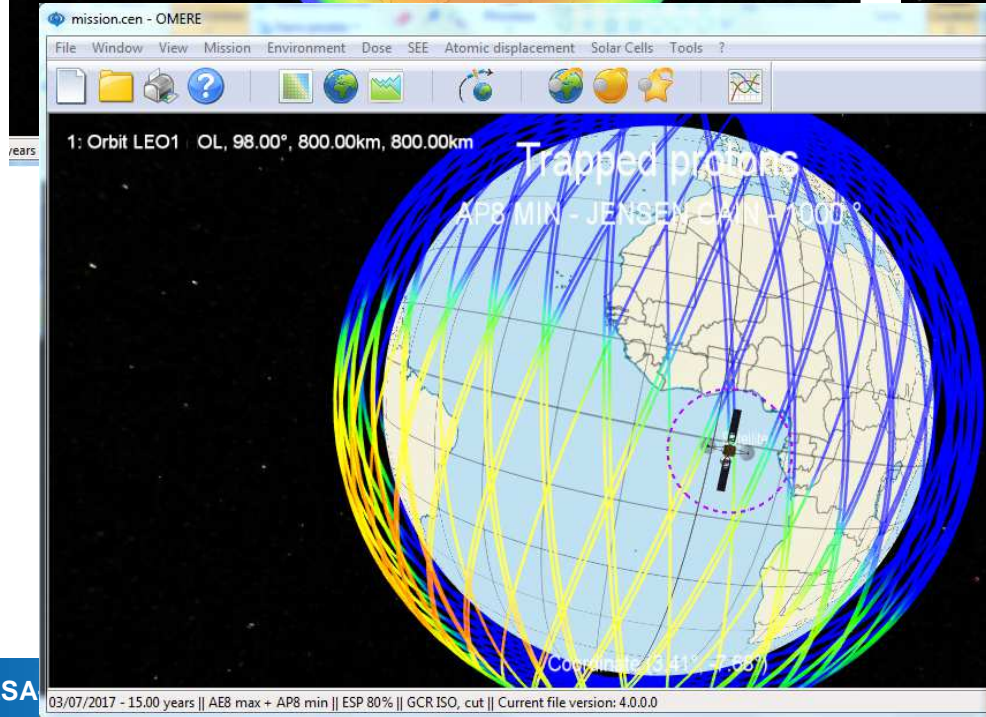 mission.cen - OMERE
File Window View Mission Environment Dose SEE Atomic displacement Solar Cells Tools ?
years
1: Orbit LEO1 OL, 98.00°, 800.00km, 800.00km
Trapped protons
AP8 MIN - JENSEN CAIN - 1000 °
Satellite
Coordinate (3.41°, -7.68°)
SA
03/07/2017 - 15.00 years || AE8 max + AP8 min || ESP 80% || GCR ISO, cut || Current file version: 4.0.0.0